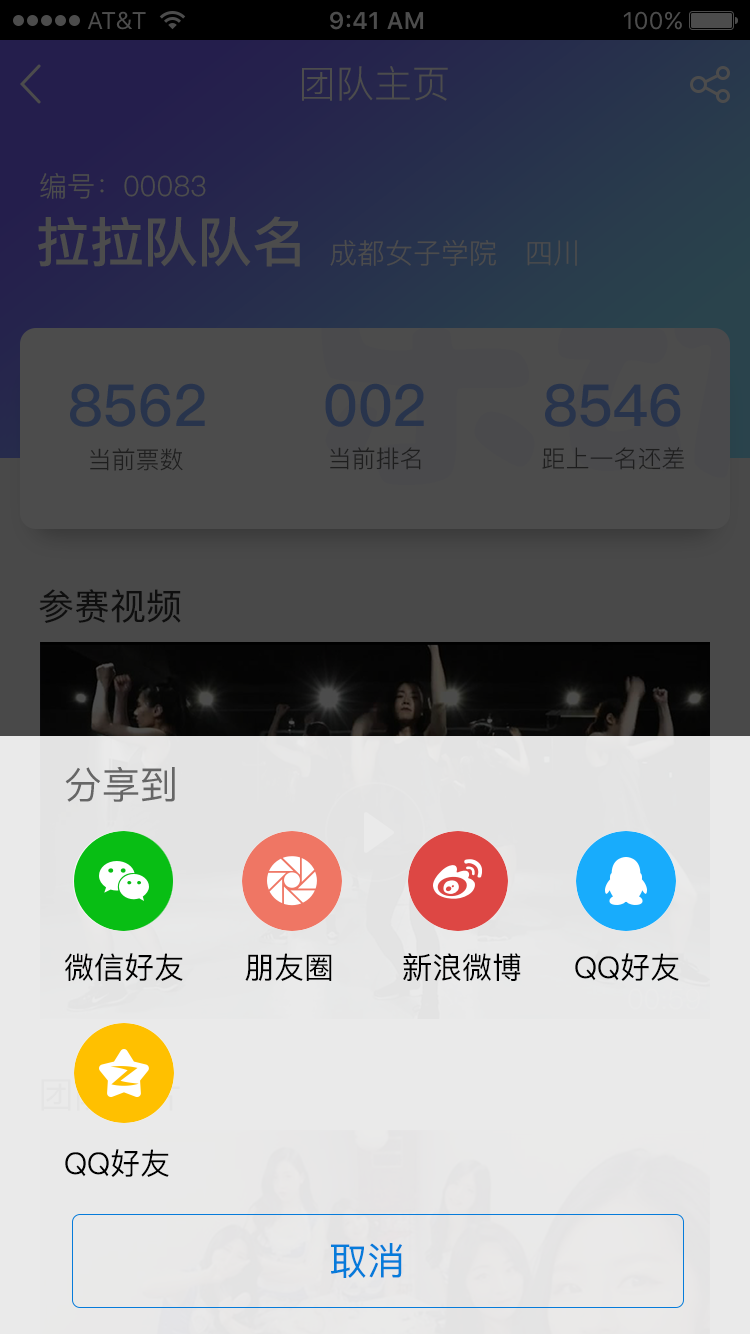 AT&T 9:41 AM 100%
团队主页
编号：00083
拉拉队队名 成都女子学院 四川
8562 002 8546
当前票数 当前排名 距上一名还差
参赛视频
分享到
微信好友 朋友圈 新浪微博 QQ好友
QQ好友
取消